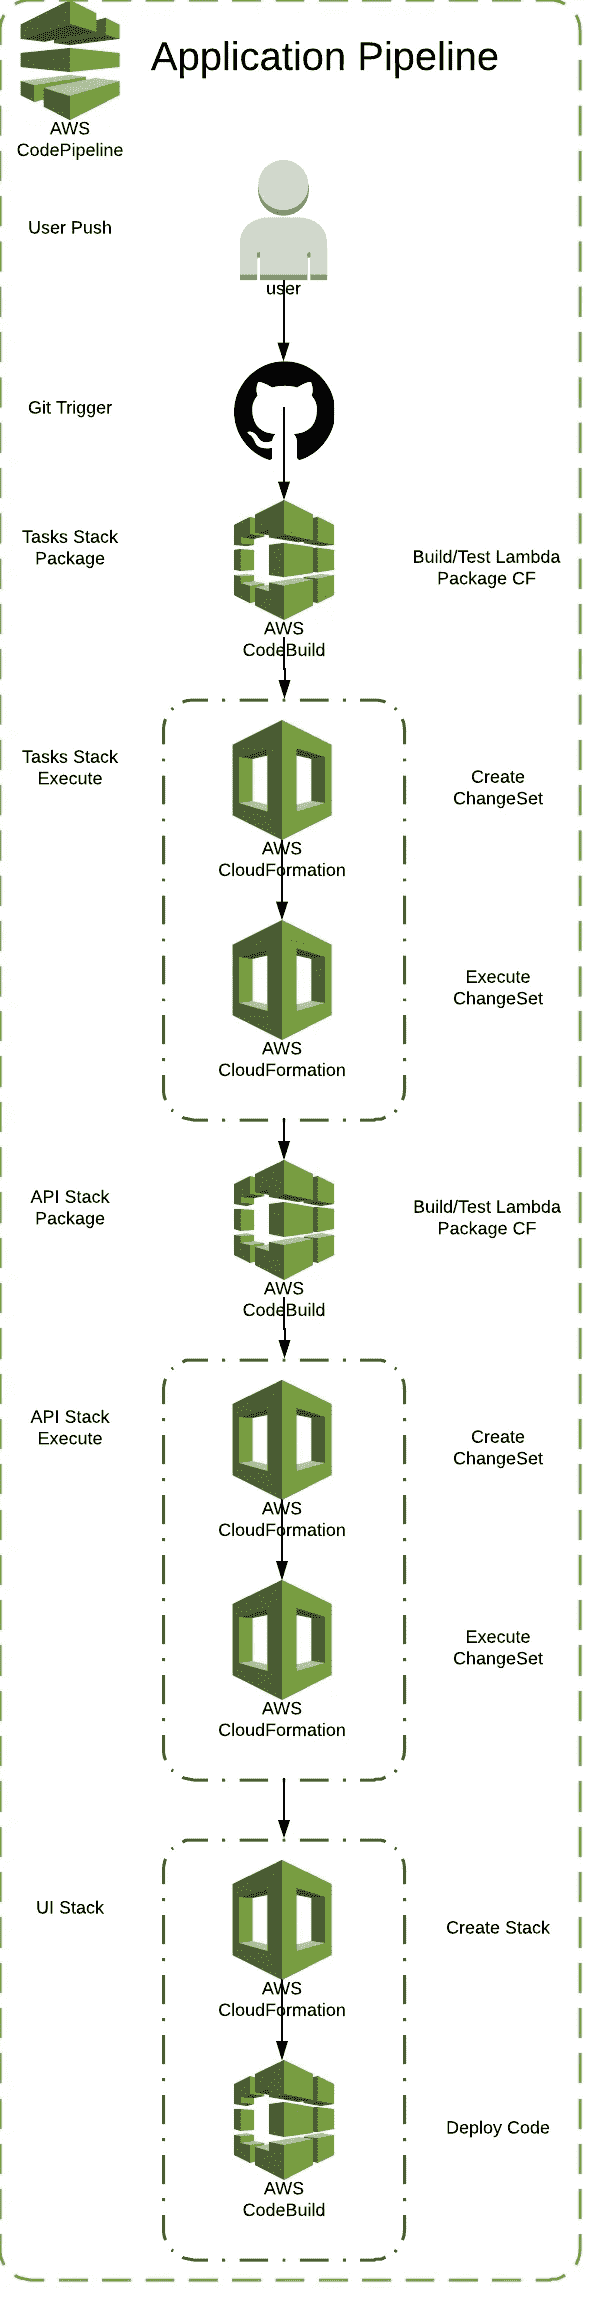 Application Pipeline
AWS
CodePipeline
User Push
user
Git Trigger
Tasks Stack
Package
Build/Test Lambda
Package CF
AWS
CodeBuild
Tasks Stack
Execute
Create
ChangeSet
AWS
CloudFormation
Execute
ChangeSet
AWS
CloudFormation
API Stack
Package
Build/Test Lambda
Package CF
AWS
CodeBuild
API Stack
Execute
Create
ChangeSet
AWS
CloudFormation
Execute
ChangeSet
AWS
CloudFormation
UI Stack
Create Stack
AWS
CloudFormation
Deploy Code
AWS
CodeBuild